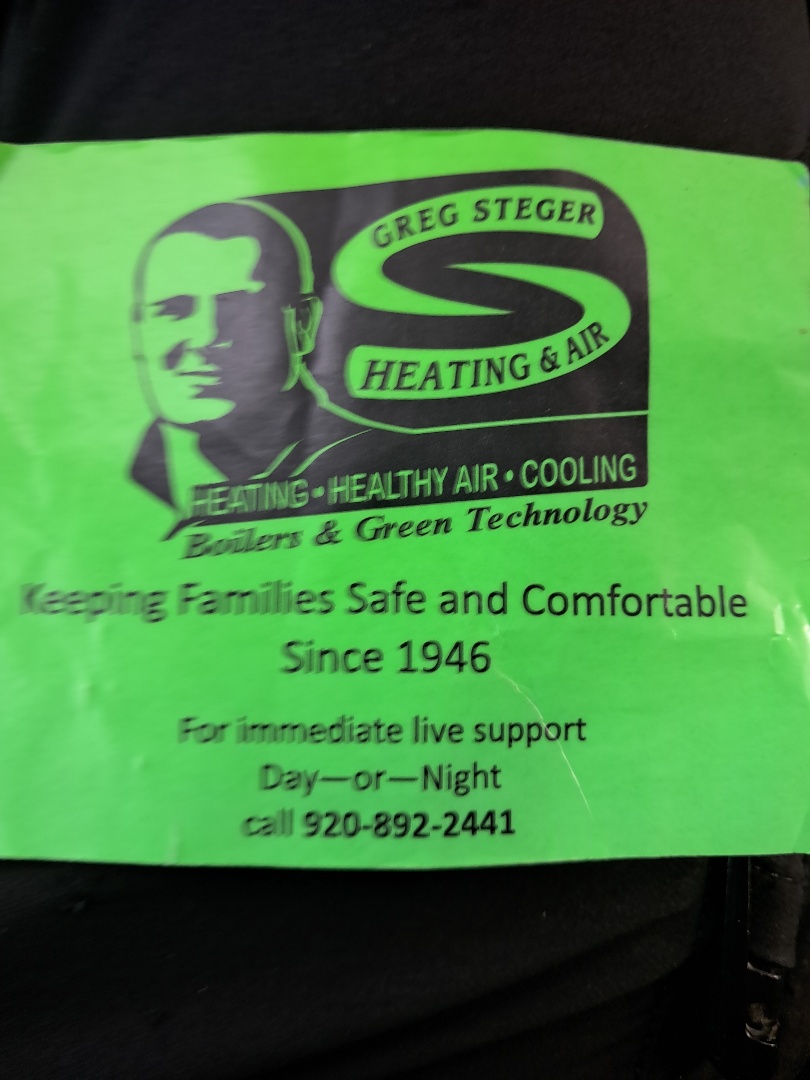 GREG STEGER
HEATING & AIR
HEATING • HEALTHY AIR • COOLING
Boilers & Green Technology
Keeping Families Safe and Comfortable
Since 1946
For immediate live support
Day—or—Night
call 920-892-2441